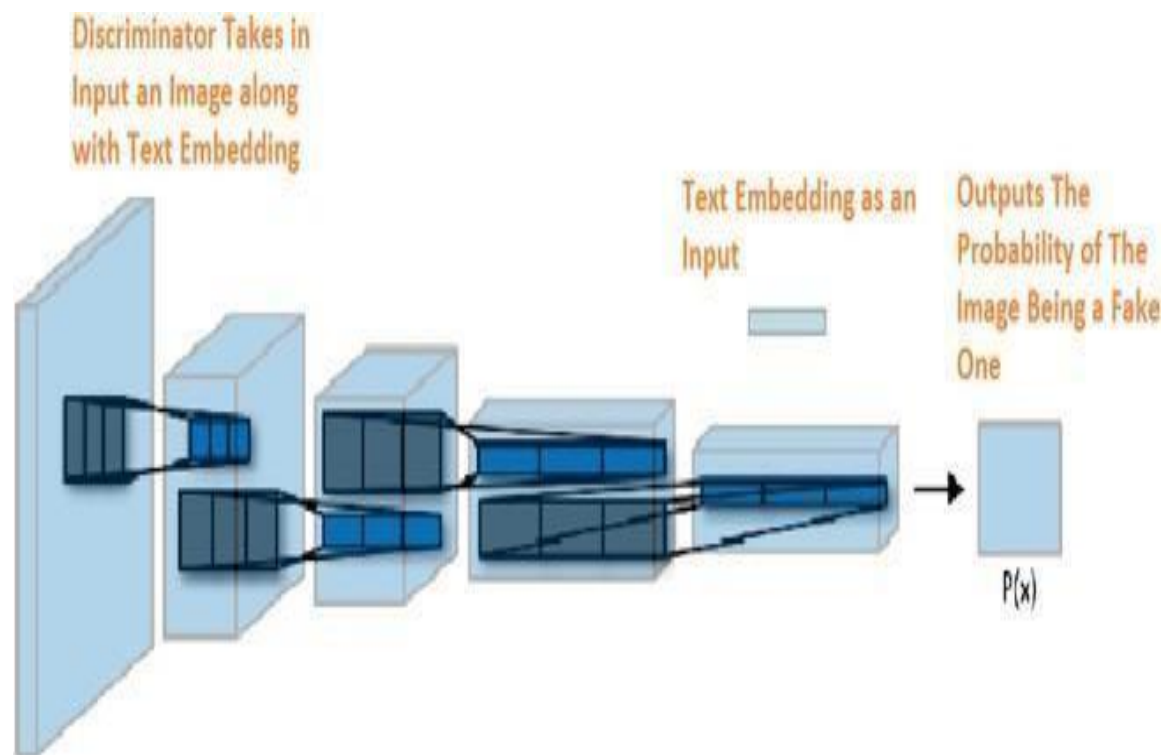 Discriminator Takes in
Input an Image along
with Text Embedding
Text Embedding as an
Input
Outputs The
Probability of The
Image Being a Fake
One
P(x)